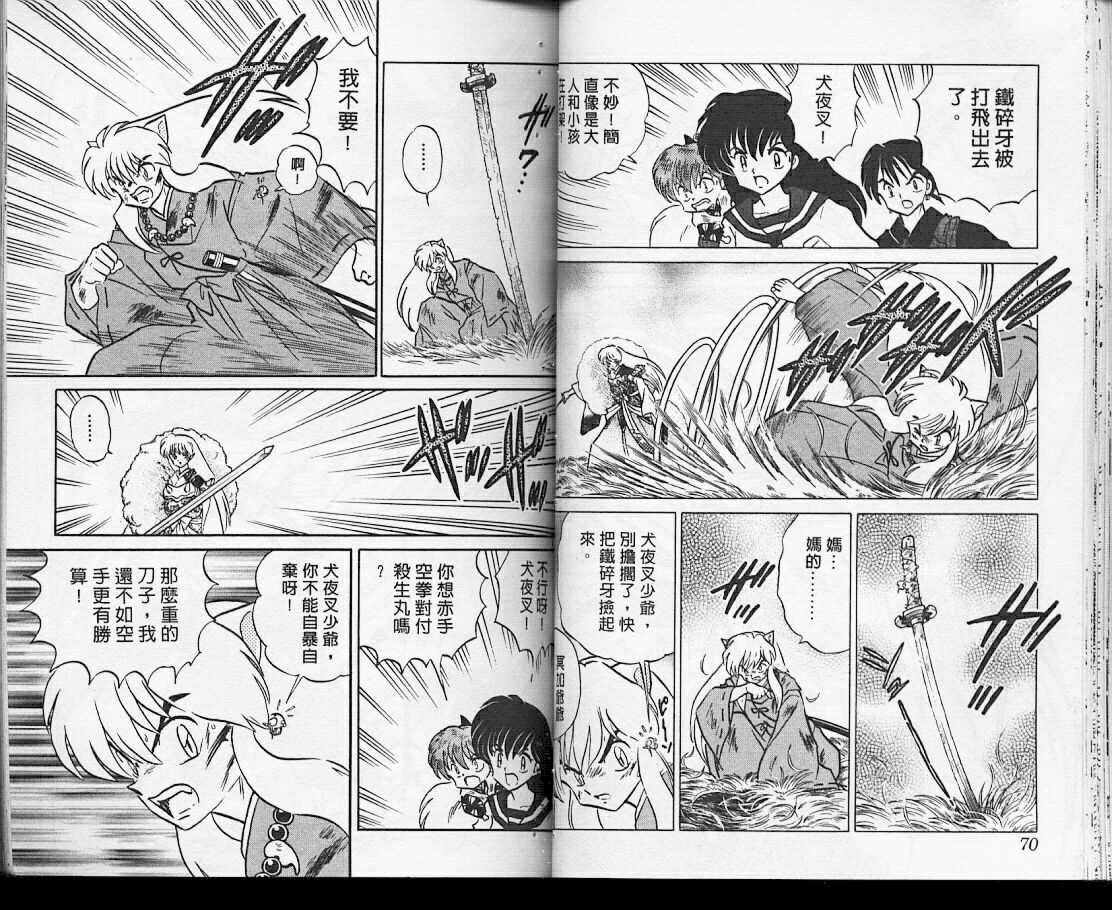 鐵碎牙被
打飛出去
了。
犬夜叉！
不妙！簡
直像是大
人和小孩
在打架！
媽…
媽的………
犬夜叉少爺，
別擔擱了，快
把鐵碎牙撿起
來。
冥加爺爺
70
……
我不要！
啊！
……
不行呀！
犬夜叉！
你想赤手
空拳對付
殺生丸嗎
？
犬夜叉少爺，
你不能自暴自
棄呀！
那麼重的
刀子，我
還不如空
手更有勝
算！